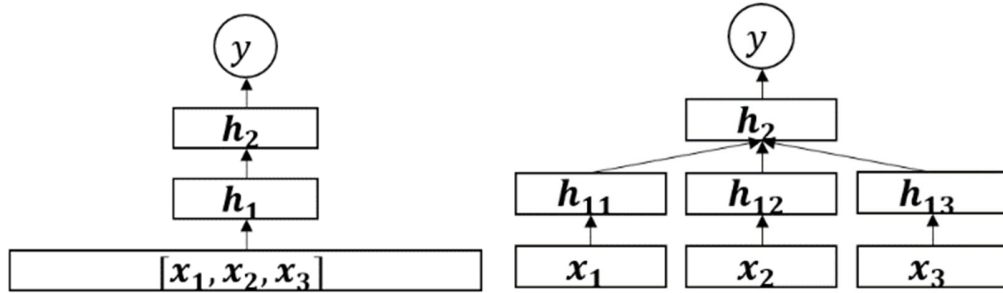 y
h₂
h₁
[x₁, x₂, x₃]
y
h₂
h₁₁ h₁₂ h₁₃
x₁ x₂ x₃